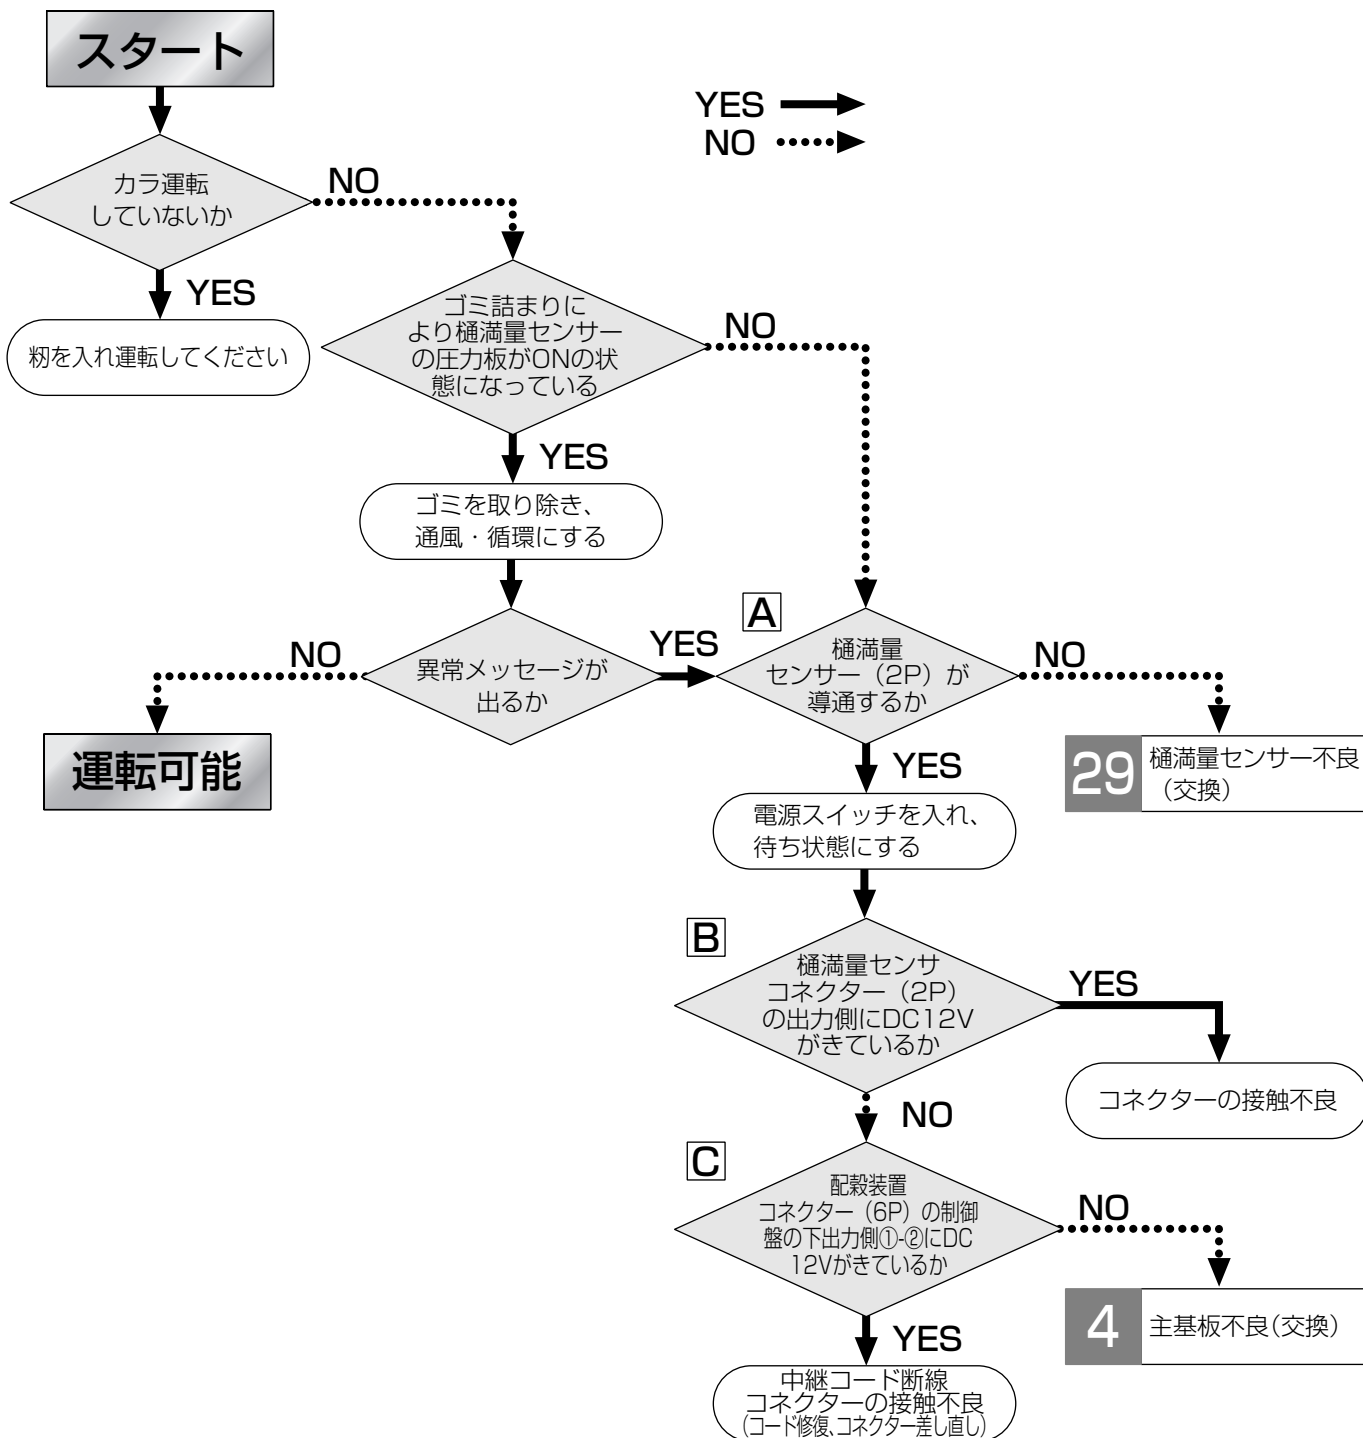 スタート
YES
NO
カラ運転
していないか
NO
YES
籾を入れ運転してください
ゴミ詰まりに
より樋満量センサー
の圧力板がONの状
態になっている
NO
YES
ゴミを取り除き、
通風・循環にする
異常メッセージが
出るか
NO
YES
運転可能
A
樋満量
センサー（2P）が
導通するか
NO
29
樋満量センサー不良
（交換）
YES
電源スイッチを入れ、
待ち状態にする
B
樋満量センサ
コネクター（2P）
の出力側にDC12V
がきているか
YES
コネクターの接触不良
NO
C
配穀装置
コネクター（6P）の制御
盤の下出力側①-②にDC
12Vがきているか
NO
4
主基板不良（交換）
YES
中継コード断線
コネクターの接触不良
（コード修復、コネクター差し直し）